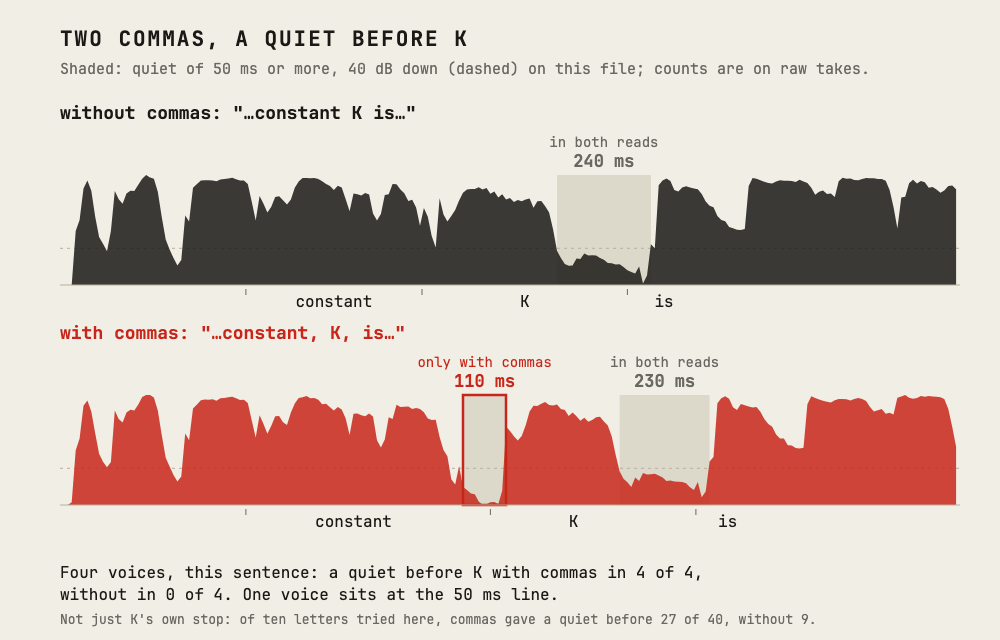 TWO COMMAS, A QUIET BEFORE K
Shaded: quiet of 50 ms or more, 40 dB down (dashed) on this file; counts are on raw takes.
without commas: "…constant K is…"
in both reads
240 ms
constant K is
with commas: "…constant, K, is…"
only with commas in both reads
110 ms 230 ms
constant K is
Four voices, this sentence: a quiet before K with commas in 4 of 4,
without in 0 of 4. One voice sits at the 50 ms line.
Not just K's own stop: of ten letters tried here, commas gave a quiet before 27 of 40, without 9.